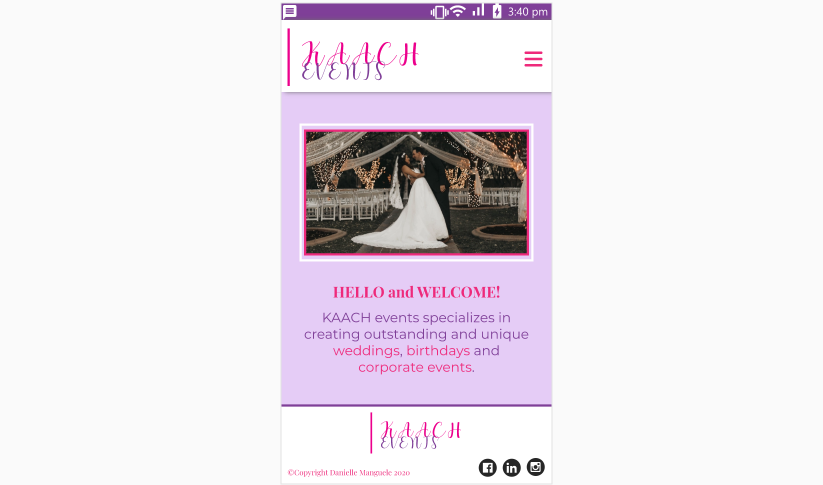 3:40 pm
KAACH
EVENTS
HELLO and WELCOME!
KAACH events specializes in
creating outstanding and unique
weddings, birthdays and
corporate events.
KAACH
EVENTS
©Copyright Danielle Manguele 2020